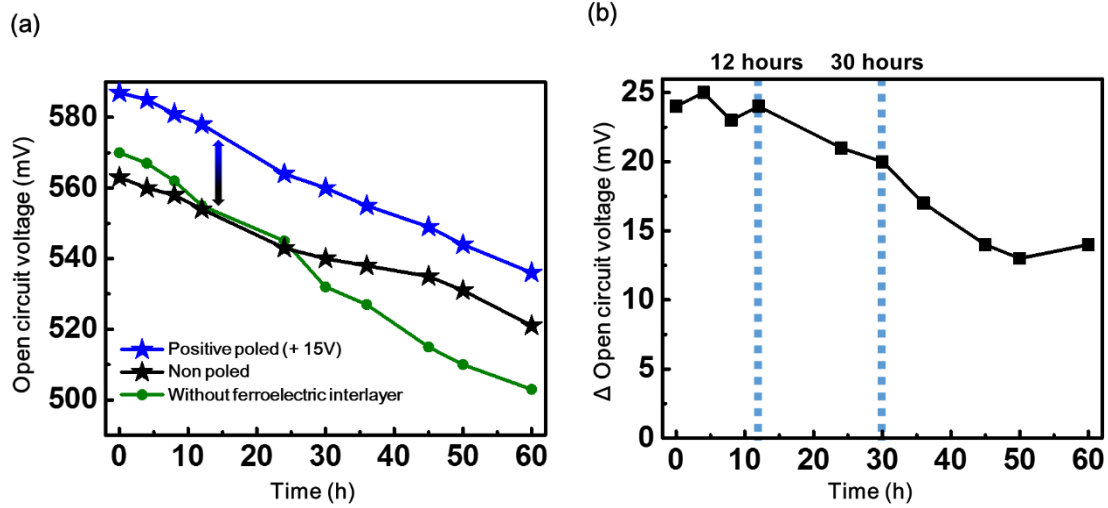 (a)
580
560
540
520
500
Open circuit voltage (mV)
Positive poled (+ 15V)
Non poled
Without ferroelectric interlayer
0 10 20 30 40 50 60
Time (h)
(b)
12 hours 30 hours
25
20
15
10
5
0
Δ Open circuit voltage (mV)
0 10 20 30 40 50 60
Time (h)